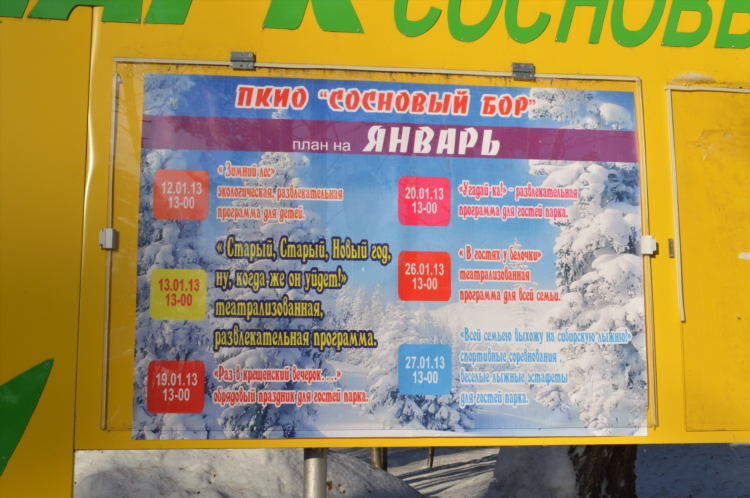 ПАРК СОСНОВЫ
ПКИО "СОСНОВЫЙ БОР"
план на ЯНВАРЬ
12.01.13
13-00
« Зимний лес»
экологическая, развлекательная
программа для детей.
13.01.13
13-00
« Старый, Старый, Новый год,
ну, когда же он уйдет!»
театрализованная,
развлекательная программа.
19.01.13
13-00
«Раз в крещенский вечерок....»
обрядовый праздник для гостей парка.
20.01.13
13-00
«Угадай-ка!» - развлекательная
программа для гостей парка.
26.01.13
13-00
« В гостях у белочки»
театрализованная
программа для всей семьи.
27.01.13
13-00
«Всей семьею выхожу на сибирскую лыжню!»
спортивные соревнования
веселые лыжные эстафеты
для гостей парка.